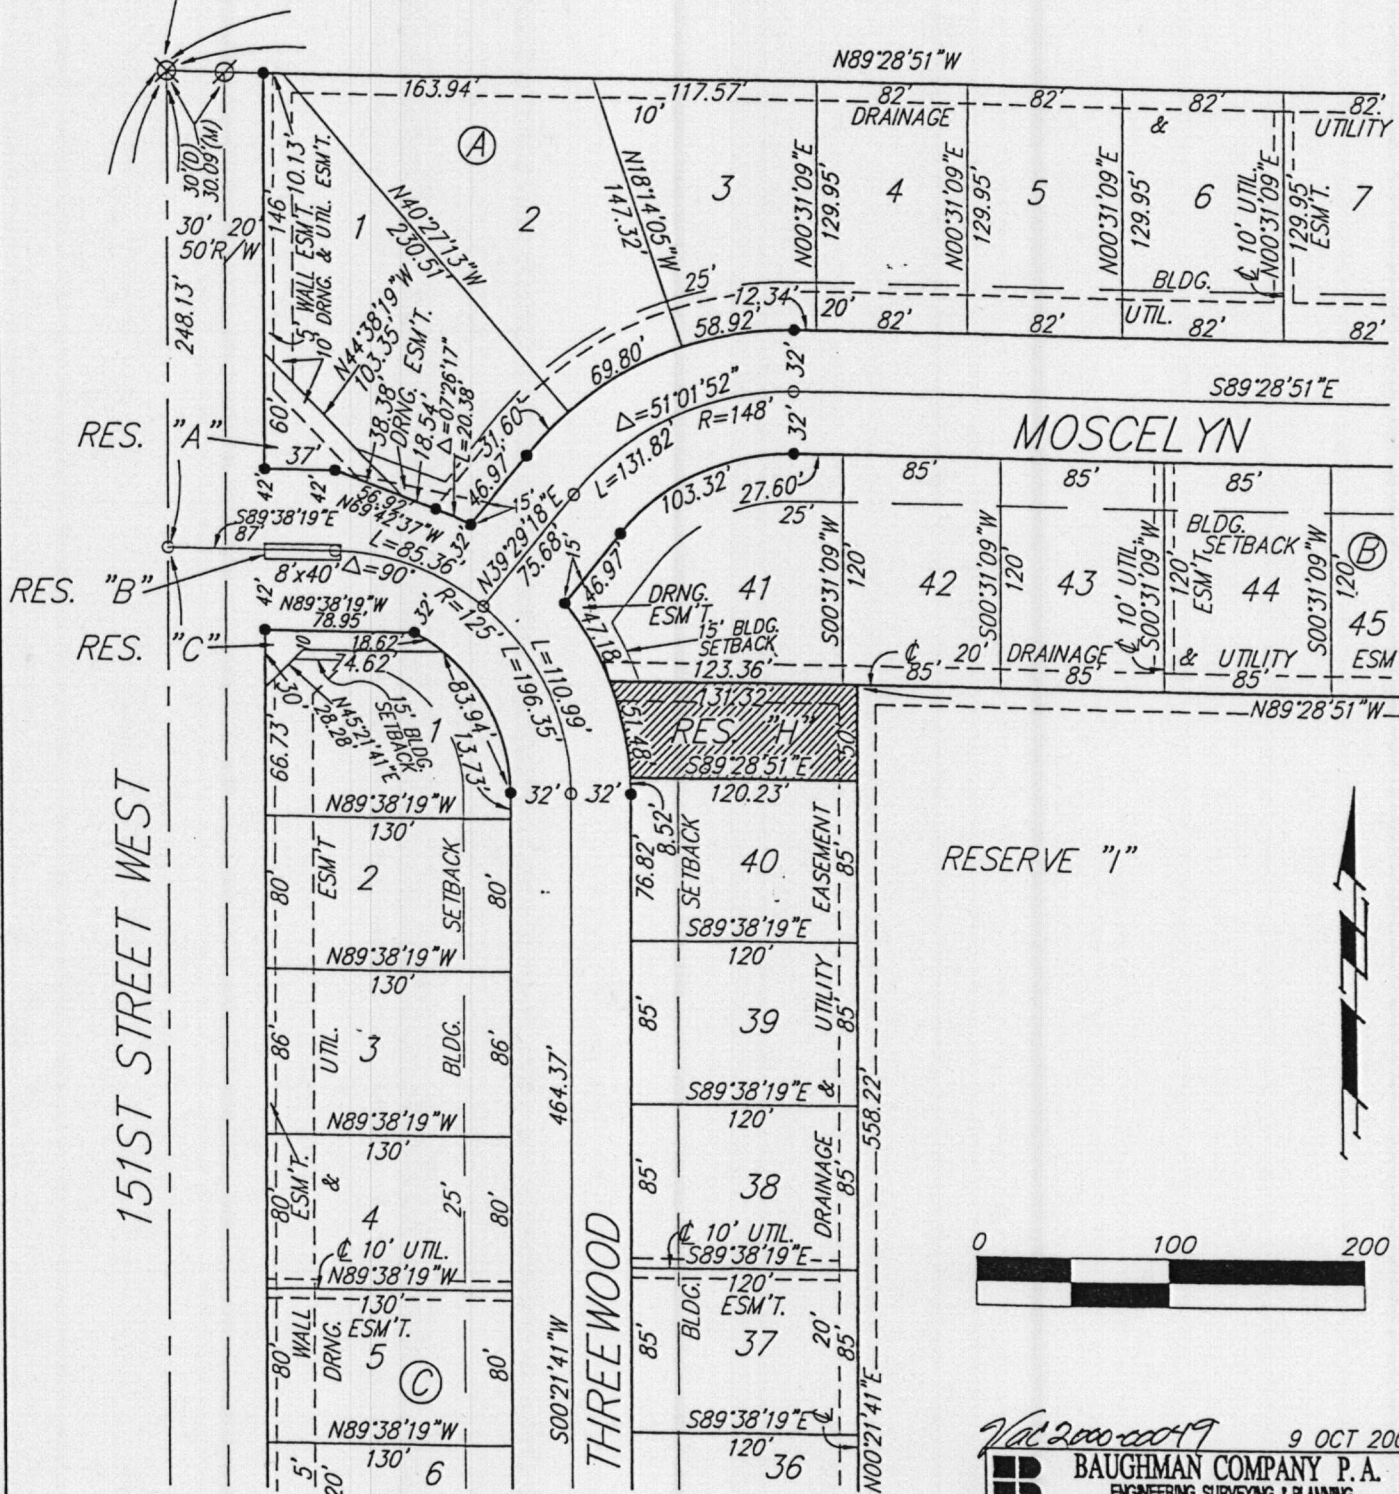 N89°28'51"W
163.94'
117.57'
82'
82'
82'
82'
10'
DRAINAGE
&
UTILITY
30'(D)
30.09'(M)
146'
10.13'
5' WALL ESM'T.
10' DRNG. & UTIL. ESM'T.
A
1
2
3
4
5
6
7
N40°27'13"W
230.51'
N18°14'05"W
147.32'
N00°31'09"E
129.95'
N00°31'09"E
129.95'
N00°31'09"E
129.95'
₵ 10' UTIL.
N00°31'09"E
129.95'
ESM'T.
30'
20'
50'R/W
248.13'
N44°38'19"W
103.35'
25'
12.34'
20'
BLDG.
UTIL.
58.92'
82'
82'
82'
82'
60'
38.38'
DRNG. ESM'T.
18.54'
Δ=07°26'17"
L=20.38'
31.60'
69.80'
Δ=51°01'52"
R=148'
L=131.82'
32'
32'
S89°28'51"E
MOSCELYN
RES. "A"
37'
42'
42'
56.92'
N69°42'37"W
46.97'
15'
S89°38'19"E
87'
L=85.36'
32'
N39°29'18"E
75.68'
15'
103.32'
27.60'
25'
85'
85'
85'
BLDG.
SETBACK
B
RES. "B"
8'x40'
Δ=90°
R=125'
46.97'
41
42
43
44
45
S00°31'09"W
120'
S00°31'09"W
120'
₵ 10' UTIL.
S00°31'09"W
120'
ESM'T
S00°31'09"W
120'
42'
N89°38'19"W
78.95'
32'
DRNG.
ESM'T.
15' BLDG.
SETBACK
47.18'
RES. "C"
18.62'
74.62'
10'
L=110.99'
L=196.35'
123.36'
₵ 20' DRAINAGE
& UTILITY
ESM
85'
85'
85'
30'
N45°21'41"E
28.28'
15' BLDG.
SETBACK
1
83.94'
13.73'
66.73'
131.32'
51.48'
RES. "H"
50'
S89°28'51"E
N89°28'51"W
N89°38'19"W
130'
32'
32'
120.23'
8.52'
76.82'
SETBACK
40
EASEMENT
85'
RESERVE "I"
151ST STREET WEST
80'
ESM'T
2
SETBACK
80'
S89°38'19"E
120'
N89°38'19"W
130'
85'
39
UTILITY
85'
86'
UTIL.
3
BLDG.
86'
464.37'
S89°38'19"E
&
120'
558.22'
N89°38'19"W
130'
85'
38
DRAINAGE
85'
80'
ESM'T.
&
4
25'
80'
₵ 10' UTIL.
N89°38'19"W
130'
ESM'T.
₵ 10' UTIL.
S89°38'19"E
120'
ESM'T.
0
100
200
80'
WALL
DRNG.
5
C
80'
S00°21'41"W
THREEWOOD
85'
BLDG.
37
20'
85'
N89°38'19"W
130'
6
5'
20'
S89°38'19"E
₵
120'
36
N00°21'41"E
Vac 2000-00049
9 OCT 200
BAUGHMAN COMPANY P.A.
ENGINEERING, SURVEYING, & PLANNING